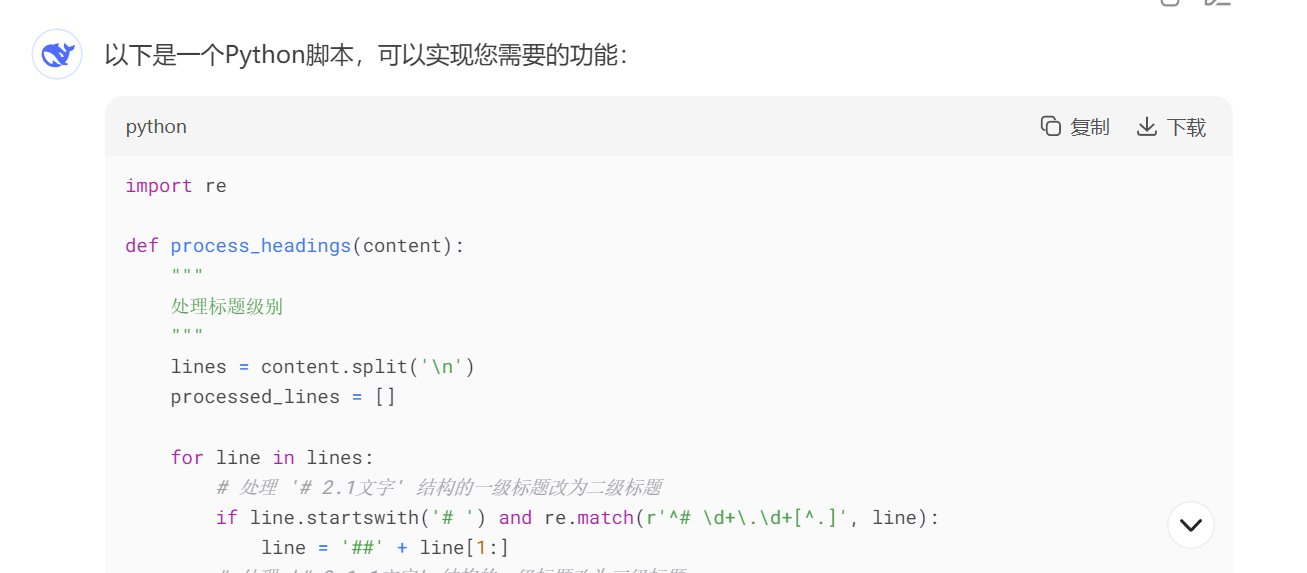 以下是一个Python脚本，可以实现您需要的功能：
python
复制
下载
import re
def process_headings(content):
"""
处理标题级别
"""
lines = content.split('\n')
processed_lines = []
for line in lines:
# 处理 '# 2.1文字' 结构的一级标题改为二级标题
if line.startswith('# ') and re.match(r'^# \d+\.\d+[^.]', line):
line = '##' + line[1:]